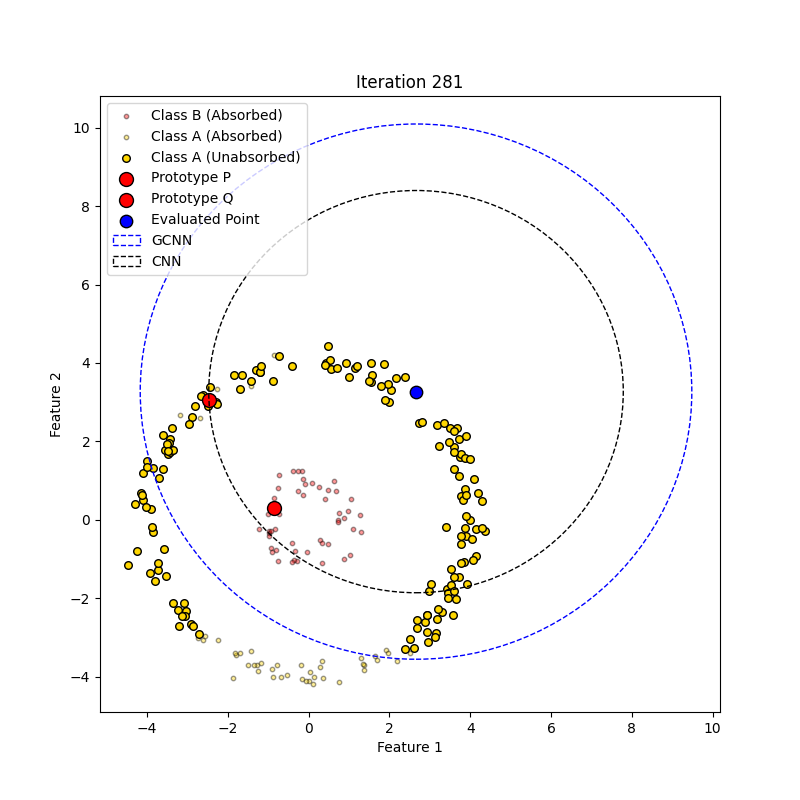 Iteration 281
Class B (Absorbed)
Class A (Absorbed)
Class A (Unabsorbed)
Prototype P
Prototype Q
Evaluated Point
GCNN
CNN
10
8
6
4
2
0
−2
−4
Feature 2
−4 −2 0 2 4 6 8 10
Feature 1